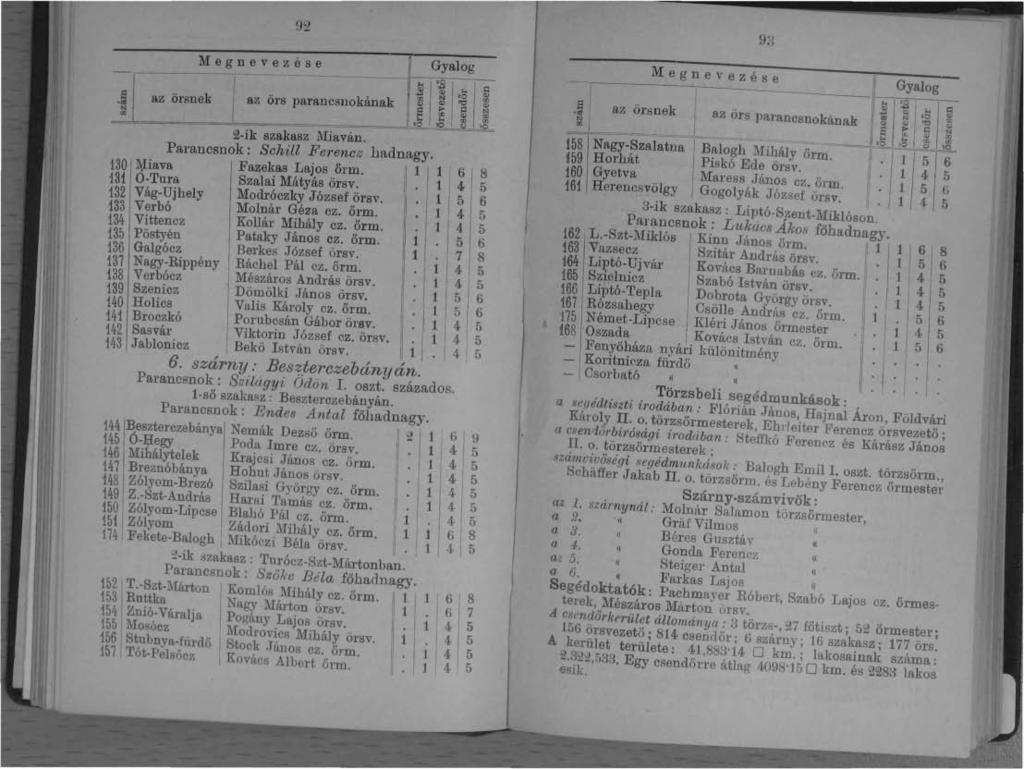 92
Megnevezése Gyalog
szám az örsnek az örs parancsnokának őrmester örsvezető csendőr összesen
2-ik szakasz Miaván.
Parancsnok: Schill Ferencz hadnagy.
130 Miava Fazekas Lajos őrm. 1 1 6 8
131 Ó-Tura Szalai Mátyás örsv. . 1 4 5
132 Vág-Ujhely Modróczky József örsv. . 1 5 6
133 Verbó Molnár Géza cz. őrm. . 1 4 5
134 Vittencz Kollár Mihály cz. őrm. . 1 4 5
135 Pöstyén Pataky János cz. őrm. . 1 5 6
136 Galgócz Berkes József örsv. 1 . 7 8
137 Nagy-Rippény Ráchel Pál cz. őrm. . 1 4 5
138 Verbócz Mészáros András örsv. . 1 4 5
139 Szenicz Dömölki János örsv. . 1 5 6
140 Holics Valis Károly cz. őrm. . 1 5 6
141 Broczkó Porubcsán Gábor örsv. . 1 4 5
142 Sasvár Viktorin József cz. örsv. . 1 4 5
143 Jablonicz Bekö István örsv. 1 . 4 5
6. szárny: Beszterczebányán.
Parancsnok: Szilágyi Ödön I. oszt. százados.
1-ső szakasz: Beszterczebányán.
Parancsnok: Endes Antal főhadnagy.
144 Beszterczebánya Nemák Dezső őrm. 2 1 6 9
145 Ó-Hegy Poda Imre cz. örsv. . 1 4 5
146 Mihálytelek Krajcsi János cz. őrm. . 1 4 5
147 Breznóbánya Hohnt János örsv. . 1 4 5
148 Zólyom-Brezó Szilasi György cz. őrm. . 1 4 5
149 Z.-Szt-András Harai Tamás cz. őrm. . 1 4 5
150 Zólyom-Lipcse Blahó Pál cz. őrm. . 1 4 5
151 Zólyom Zádori Mihály cz. őrm. 1 1 6 8
174 Fekete-Balogh Mikóczi Béla örsv. . 1 4 5
2-ik szakasz: Turócz-Szt-Mártonban.
Parancsnok: Szőke Béla főhadnagy.
152 T.-Szt-Márton Komlós Mihály cz. őrm. 1 1 6 8
153 Ruttka Nagy Márton örsv. 1 . 6 7
154 Znió-Váralja Pogány Lajos örsv. . 1 4 5
155 Mosócz Modrovics Mihály örsv. 1 . 4 5
156 Stubnya-fürdő Stock János cz. őrm. . 1 4 5
157 Tót-Pelsőcz Kovács Albert őrm. . 1 4 5
93
Megnevezése Gyalog
szám az örsnek az örs parancsnokának őrmester örsvezető csendőr összesen
158 Nagy-Szalatna Balogh Mihály őrm. . 1 5 6
159 Horhát Piskó Ede örsv. . 1 4 5
160 Gyetva Maress János cz. őrm. . 1 5 6
161 Herencsvölgy Gogolyák József örsv. . 1 4 5
3-ik szakasz: Liptó-Szent-Miklóson.
Parancsnok: Lukács Ákos főhadnagy.
162 L.-Szt-Miklós Kinn János őrm. 1 1 6 8
163 Vazsecz Szitár András örsv. . 1 5 6
164 Liptó-Ujvár Kovács Barnabás cz. őrm. . 1 4 5
165 Szielnicz Szabó István örsv. . 1 4 5
166 Liptó-Tepla Dobrota György örsv. . 1 4 5
167 Rózsahegy Csölle András cz. őrm. 1 . 5 6
175 Német-Lipcse Kléri János őrmester . 1 4 5
168 Oszada Kovács István cz. őrm. 1 5 6
— Fenyőháza nyári különitmény
— Koritnicza fürdő „
— Csorbató „ „
Törzsbeli segédmunkások:
a segédtiszti irodában: Flórián János, Hajnal Áron, Földvári
Károly II. o. törzsőrmesterek, Ehrleiter Ferencz örsvezető;
a csendőrbirósági irodában: Steffkó Ferencz és Kárász János
II. o. törzsőrmesterek;
számvivőségi segédmunkások: Balogh Emil I. oszt. törzsőrm.,
Schäffer Jakab II. o. törzsőrm. és Lebény Ferencz őrmester
Szárny-számvivők:
az 1. szárnynál: Molnár Salamon törzsőrmester,
a 2. „ Gráf Vilmos „
a 3. „ Béres Gusztáv „
a 4. „ Gonda Ferencz „
az 5. „ Steiger Antal „
a 6. „ Farkas Lajos „
Segédoktatók: Pachmayer Róbert, Szabó Lajos cz. őrmes-
terek, Mészáros Márton örsv.
A csendőrkerület állománya: 3 törzs-, 27 főtiszt; 52 őrmester;
156 örsvezető; 814 csendőr; 6 szárny; 16 szakasz; 177 örs.
A kerület területe: 41,883·14 □ km.; lakosainak száma:
2.322,533. Egy csendőrre átlag 4098·15 □ km. és 2283 lakos
esik.